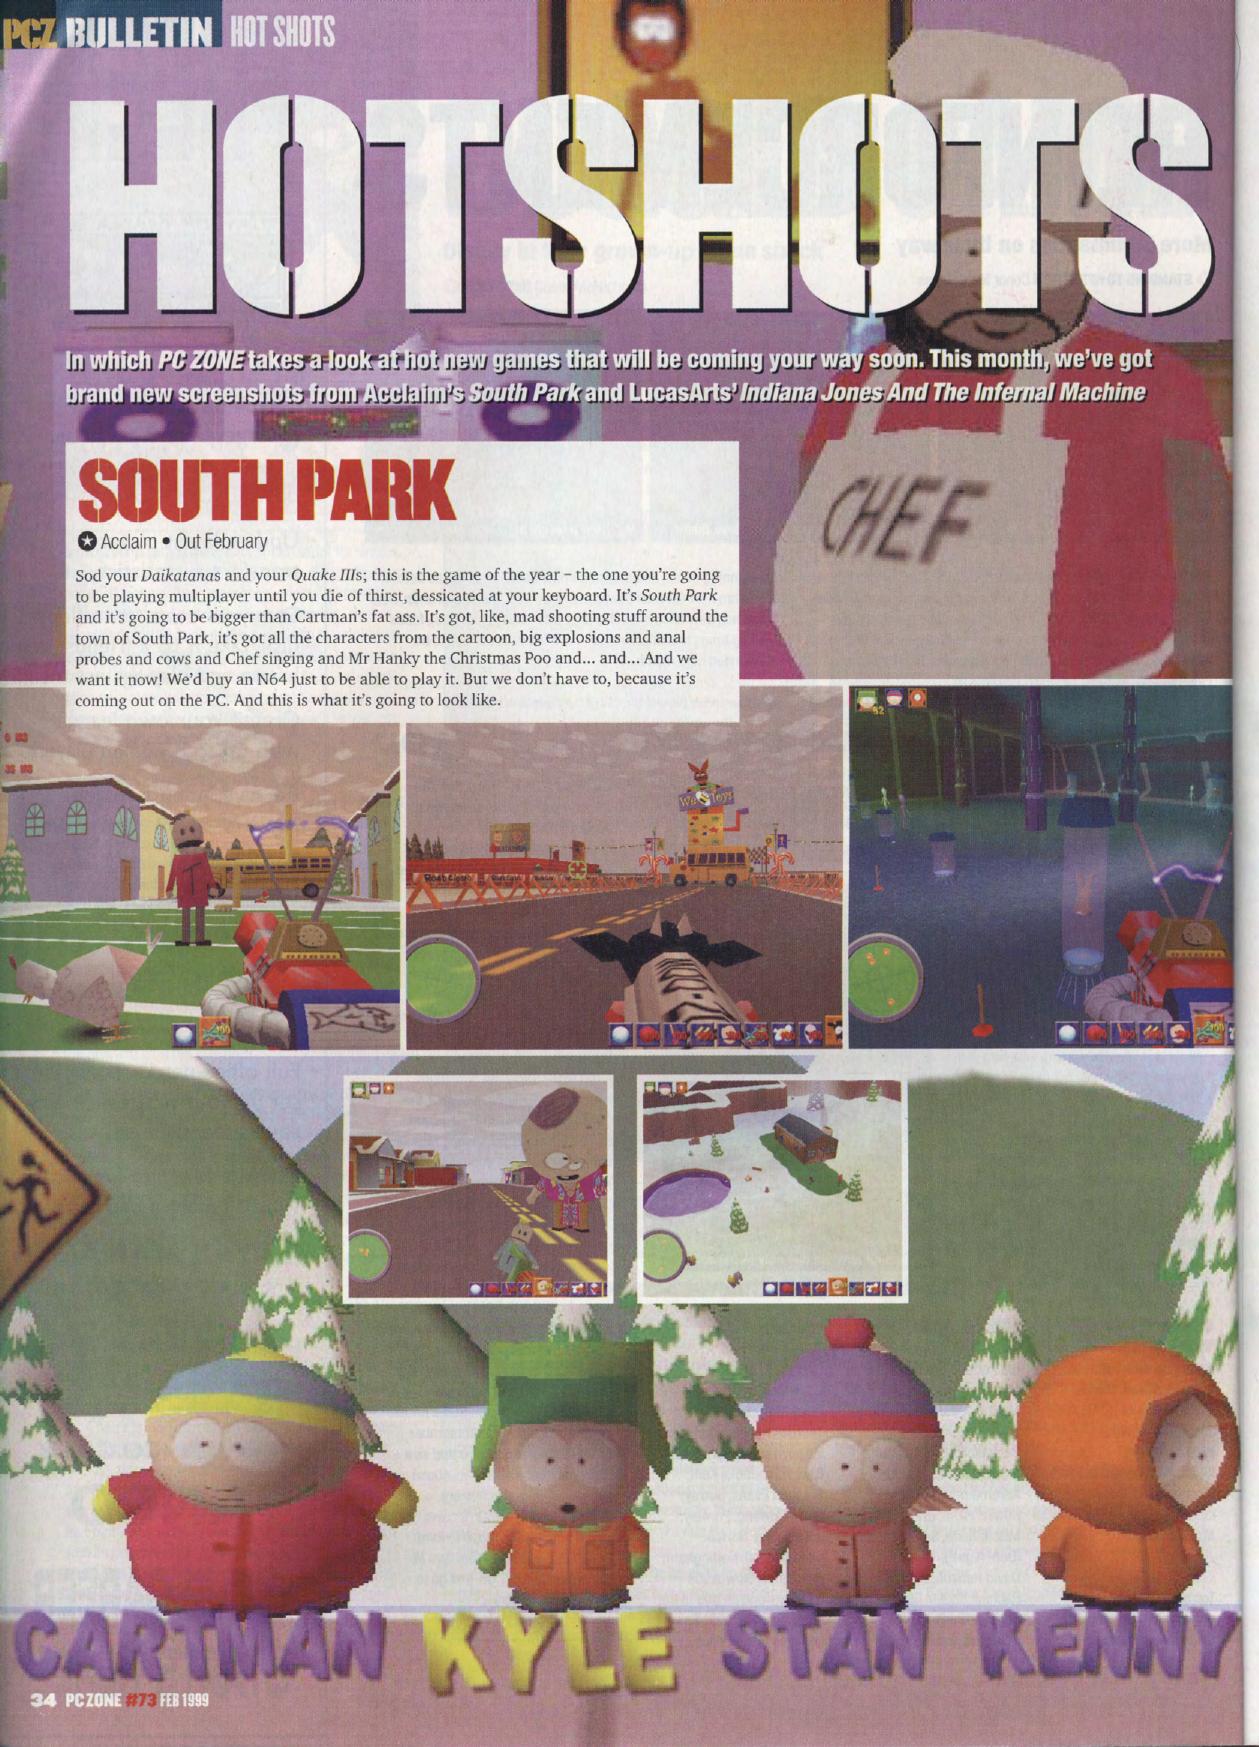 PCZ BULLETIN HOT SHOTS
HOTSHOTS
In which PC ZONE takes a look at hot new games that will be coming your way soon. This month, we've got
brand new screenshots from Acclaim's South Park and LucasArts' Indiana Jones And The Infernal Machine
SOUTH PARK
Acclaim • Out February
Sod your Daikatanas and your Quake IIIs; this is the game of the year – the one you're going
to be playing multiplayer until you die of thirst, dessicated at your keyboard. It's South Park
and it's going to be bigger than Cartman's fat ass. It's got, like, mad shooting stuff around the
town of South Park, it's got all the characters from the cartoon, big explosions and anal
probes and cows and Chef singing and Mr Hanky the Christmas Poo and... and... And we
want it now! We'd buy an N64 just to be able to play it. But we don't have to, because it's
coming out on the PC. And this is what it's going to look like.
CHEF
CARTMAN KYLE STAN KENNY
34 PCZONE #73 FEB 1999